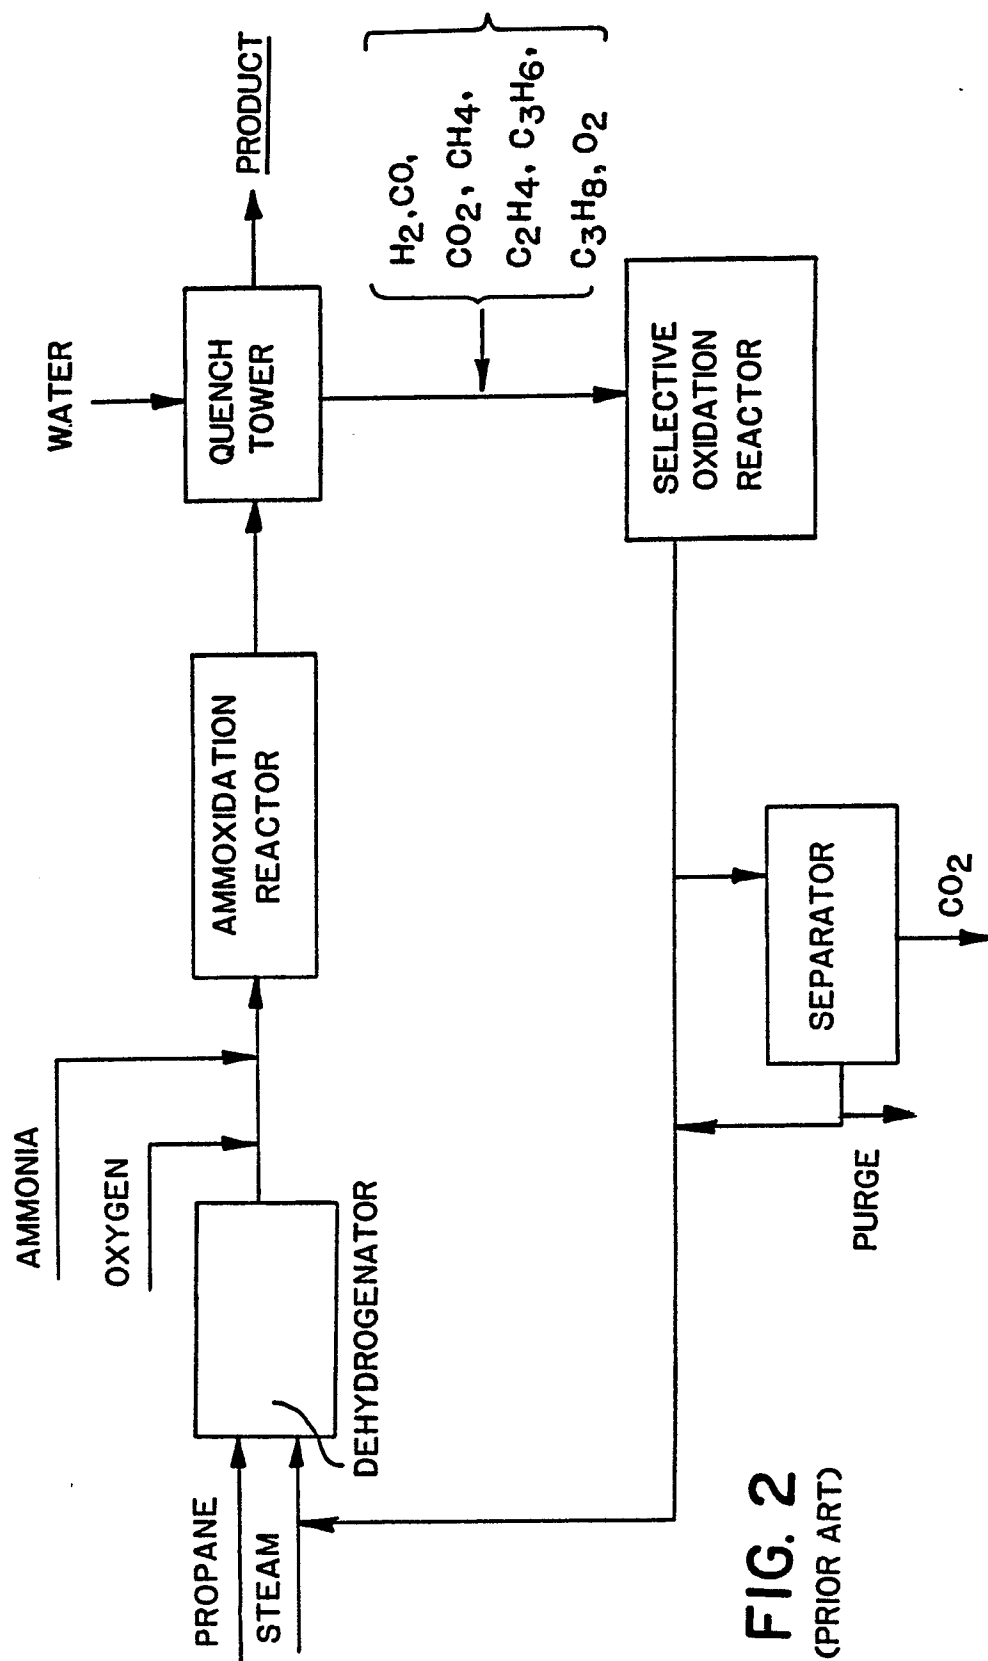 AMMONIA
OXYGEN
WATER
PROPANE
STEAM
DEHYDROGENATOR
AMMOXIDATION
REACTOR
QUENCH
TOWER
PRODUCT
H2,CO,
CO2, CH4,
C2H4, C3H6,
C3H8, O2
SELECTIVE
OXIDATION
REACTOR
SEPARATOR
PURGE
CO2
FIG. 2
(PRIOR ART)